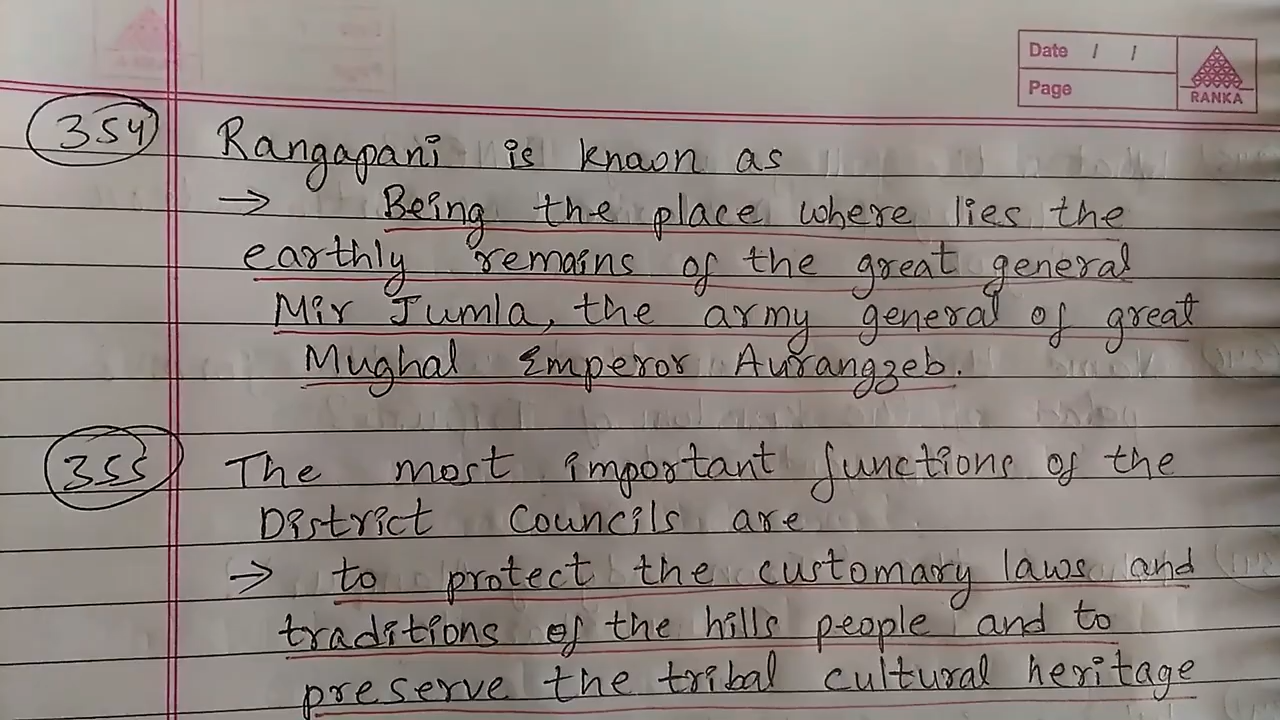 Date / /
Page
RANKA
354 Rangapani is knaon as
→ Being the place where lies the
earthly remains of the great general
Mir Jumla, the army general of great
Mughal Emperor Aurangzeb.
355 The most important functions of the
District Councils are
→ to protect the customary laws and
traditions of the hills people and to
preserve the tribal cultural heritage